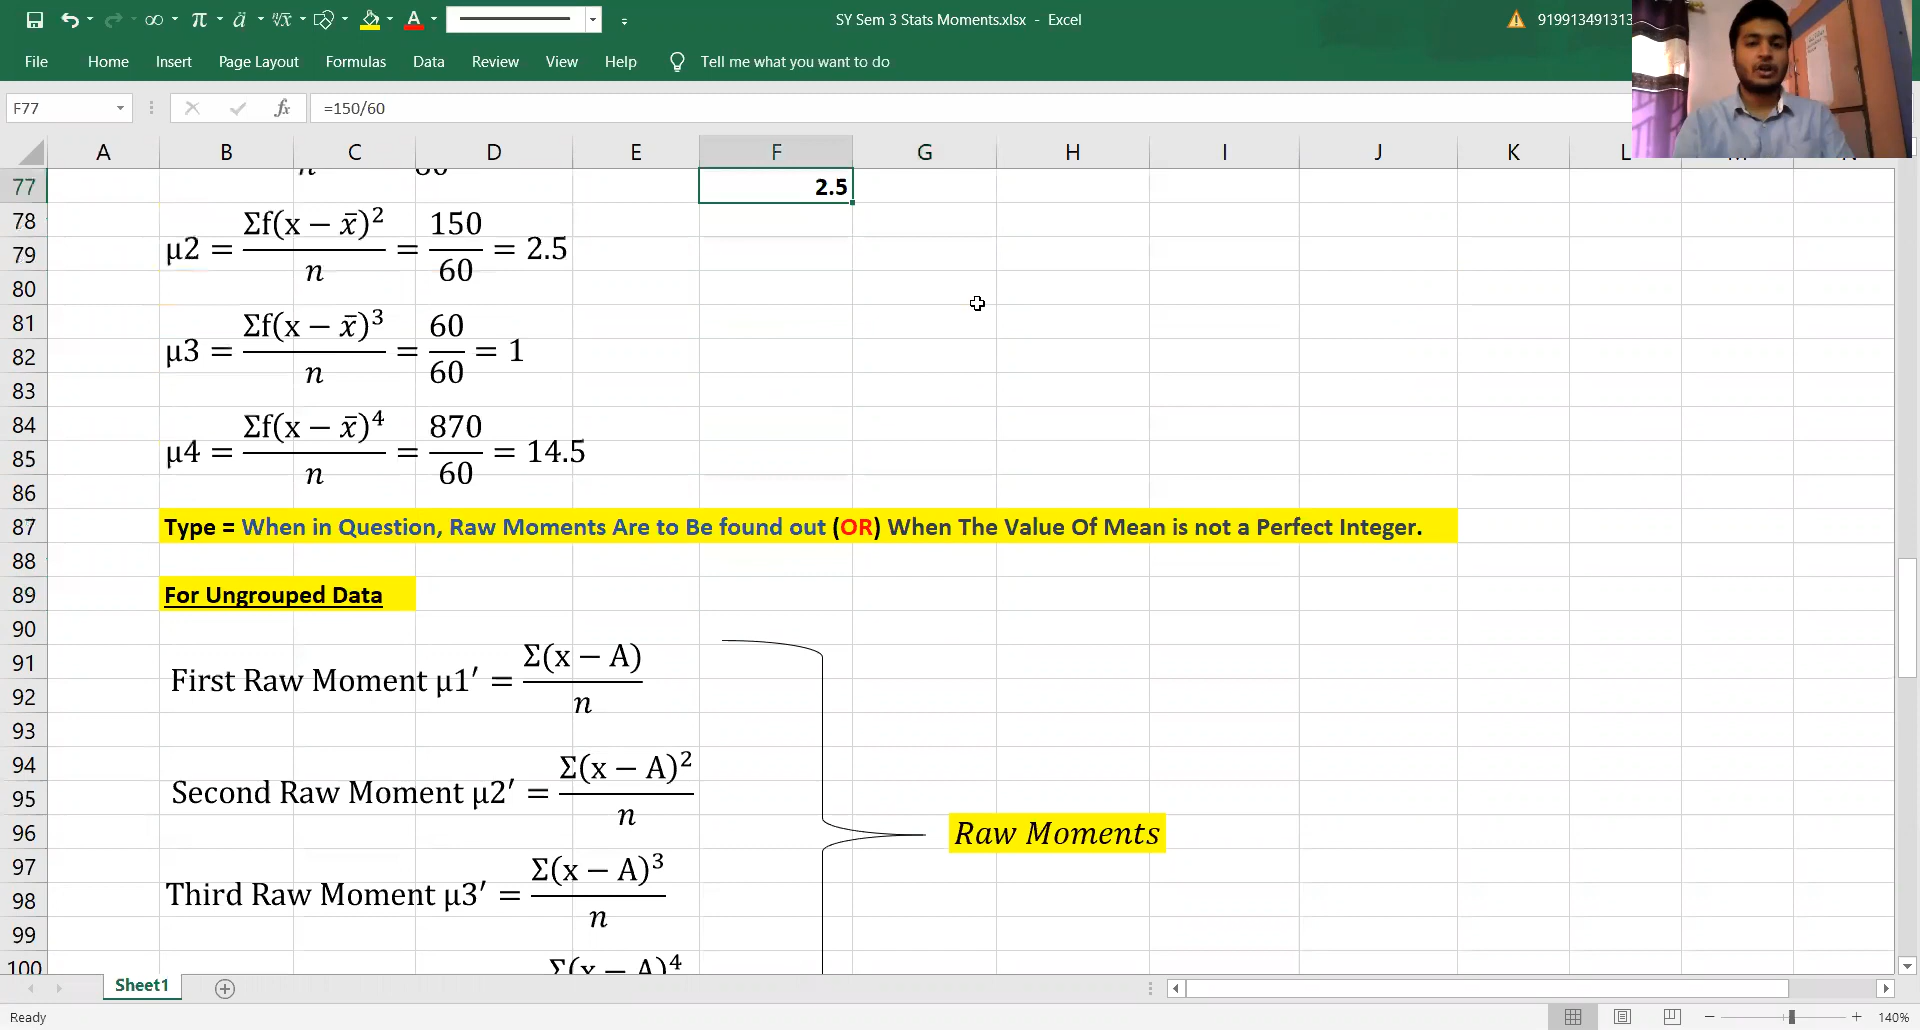 SY Sem 3 Stats Moments.xlsx - Excel
919913491313
File Home Insert Page Layout Formulas Data Review View Help Tell me what you want to do
F77 fx =150/60
A B C D E F G H I J K L
77 2.5
78
79 μ2 = Σf(x − x̄)² / n = 150 / 60 = 2.5
80
81
82 μ3 = Σf(x − x̄)³ / n = 60 / 60 = 1
83
84
85 μ4 = Σf(x − x̄)⁴ / n = 870 / 60 = 14.5
86
87 Type = When in Question, Raw Moments Are to Be found out (OR) When The Value Of Mean is not a Perfect Integer.
88
89 For Ungrouped Data
90
91
92 First Raw Moment μ1′ = Σ(x − A) / n
93
94
95 Second Raw Moment μ2′ = Σ(x − A)² / n
96 Raw Moments
97
98 Third Raw Moment μ3′ = Σ(x − A)³ / n
99
100 Σ(x − A)⁴
Sheet1
Ready
140%